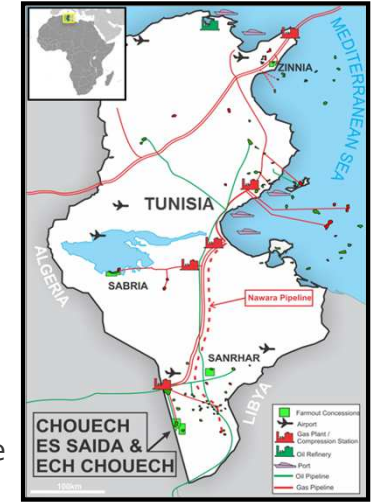 MEDITERRANEAN SEA
ZINNIA
TUNISIA
ALGERIA
SABRIA
Nawara Pipeline
SANRHAR
LIBYA
CHOUECH
ES SAIDA &
ECH CHOUECH
100km
Farmout Concessions
Airport
Gas Plant /
Compression Station
Oil Refinery
Port
Oil Pipeline
Gas Pipeline
e